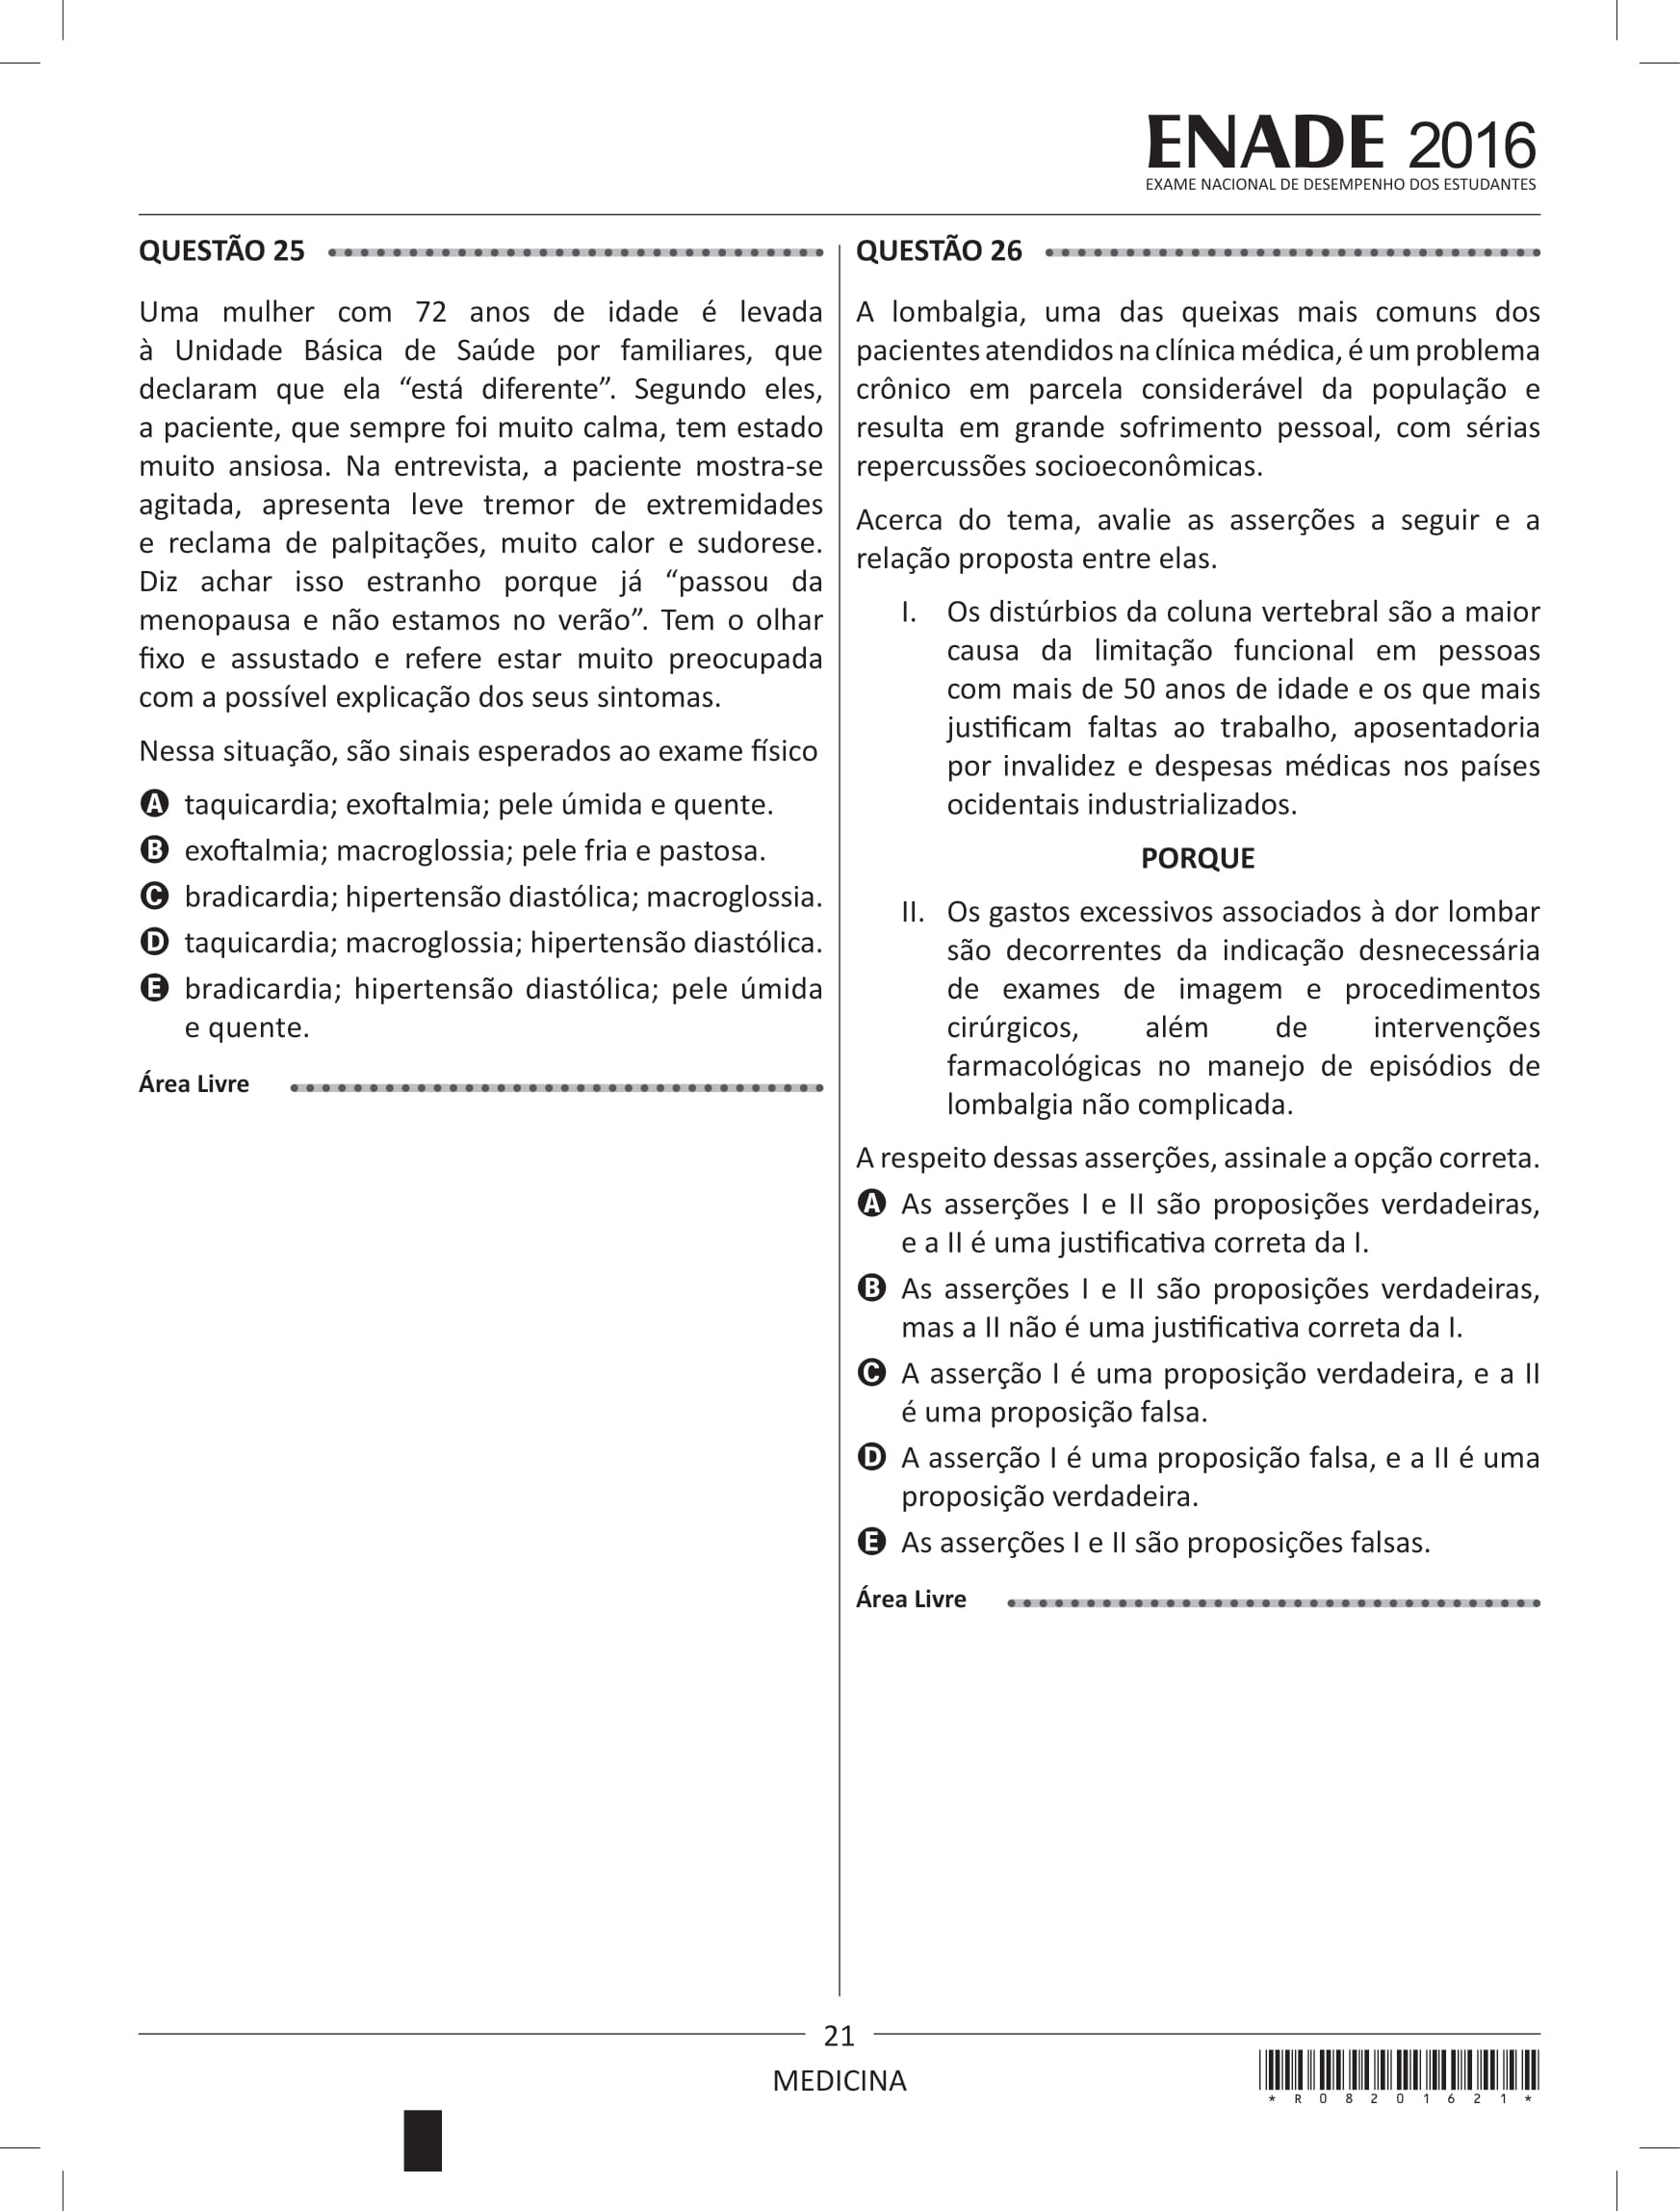 ENADE 2016
EXAME NACIONAL DE DESEMPENHO DOS ESTUDANTES
QUESTÃO 25
Uma mulher com 72 anos de idade é levada
à Unidade Básica de Saúde por familiares, que
declaram que ela “está diferente”. Segundo eles,
a paciente, que sempre foi muito calma, tem estado
muito ansiosa. Na entrevista, a paciente mostra-se
agitada, apresenta leve tremor de extremidades
e reclama de palpitações, muito calor e sudorese.
Diz achar isso estranho porque já “passou da
menopausa e não estamos no verão”. Tem o olhar
fixo e assustado e refere estar muito preocupada
com a possível explicação dos seus sintomas.
Nessa situação, são sinais esperados ao exame físico
A taquicardia; exoftalmia; pele úmida e quente.
B exoftalmia; macroglossia; pele fria e pastosa.
C bradicardia; hipertensão diastólica; macroglossia.
D taquicardia; macroglossia; hipertensão diastólica.
E bradicardia; hipertensão diastólica; pele úmida
e quente.
Área Livre
QUESTÃO 26
A lombalgia, uma das queixas mais comuns dos
pacientes atendidos na clínica médica, é um problema
crônico em parcela considerável da população e
resulta em grande sofrimento pessoal, com sérias
repercussões socioeconômicas.
Acerca do tema, avalie as asserções a seguir e a
relação proposta entre elas.
I. Os distúrbios da coluna vertebral são a maior
causa da limitação funcional em pessoas
com mais de 50 anos de idade e os que mais
justificam faltas ao trabalho, aposentadoria
por invalidez e despesas médicas nos países
ocidentais industrializados.
PORQUE
II. Os gastos excessivos associados à dor lombar
são decorrentes da indicação desnecessária
de exames de imagem e procedimentos
cirúrgicos, além de intervenções
farmacológicas no manejo de episódios de
lombalgia não complicada.
A respeito dessas asserções, assinale a opção correta.
A As asserções I e II são proposições verdadeiras,
e a II é uma justificativa correta da I.
B As asserções I e II são proposições verdadeiras,
mas a II não é uma justificativa correta da I.
C A asserção I é uma proposição verdadeira, e a II
é uma proposição falsa.
D A asserção I é uma proposição falsa, e a II é uma
proposição verdadeira.
E As asserções I e II são proposições falsas.
Área Livre
21
MEDICINA
* R 0 8 2 0 1 6 2 1 *